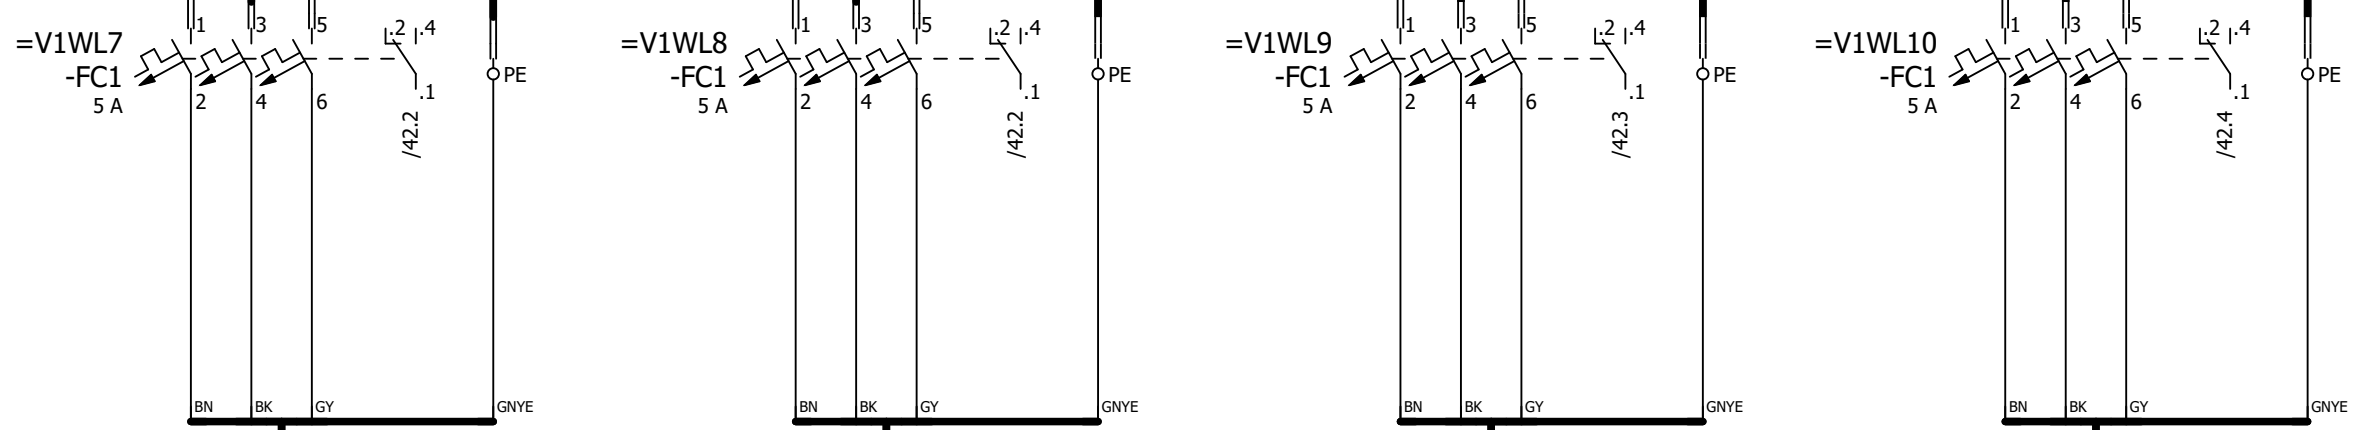 =V1WL7
-FC1
5 A
1 3 5 .2 .4
2 4 6 .1
/42.2
PE
BN BK GY GNYE
=V1WL8
-FC1
5 A
1 3 5 .2 .4
2 4 6 .1
/42.2
PE
BN BK GY GNYE
=V1WL9
-FC1
5 A
1 3 5 .2 .4
2 4 6 .1
/42.3
PE
BN BK GY GNYE
=V1WL10
-FC1
5 A
1 3 5 .2 .4
2 4 6 .1
/42.4
PE
BN BK GY GNYE